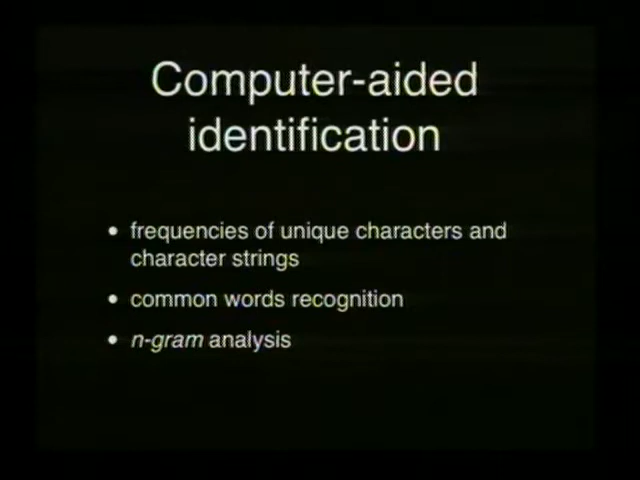 Computer-aided
identification
• frequencies of unique characters and
character strings
• common words recognition
• n-gram analysis